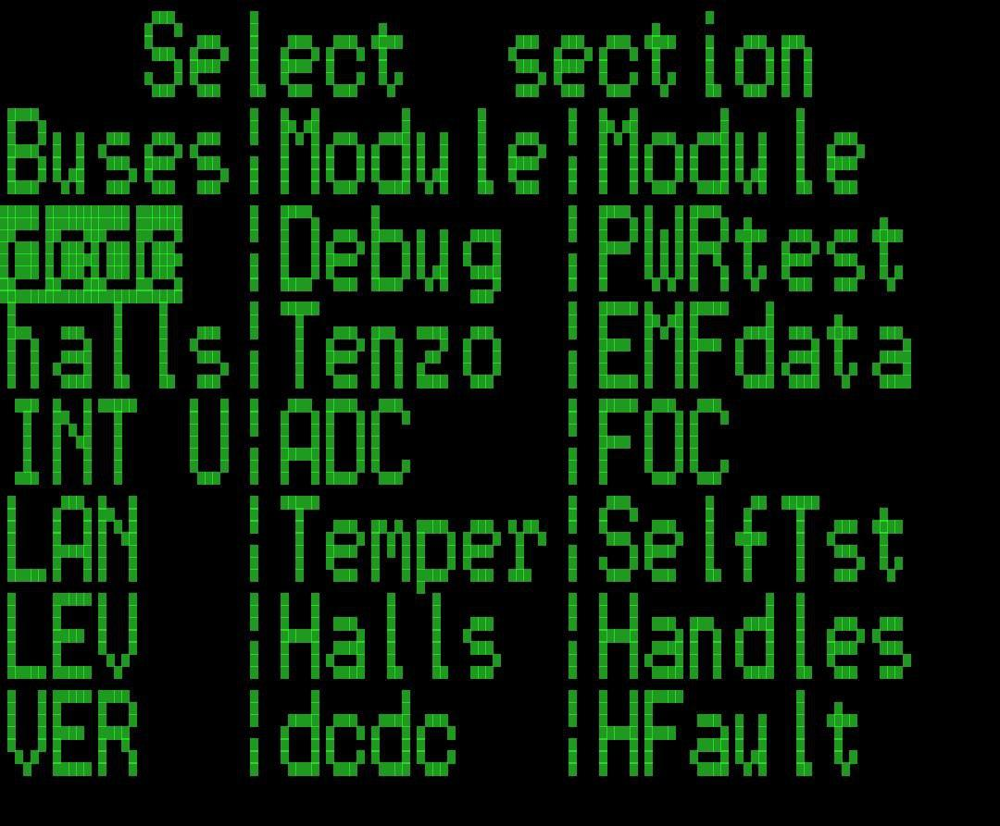 Select section
Buses | Module | Module
| Debug | PWRtest
halls | Tenzo | EMFdata
INT U | ADC | FOC
LAN | Temper | SelfTst
LEV | Halls | Handles
VER | dcdc | HFault